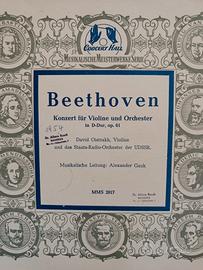 CONCERT HALL
MUSIKALISCHE MEISTERWERKE-SERIE
Beethoven
Konzert für Violine und Orchester
in D-Dur, op. 61
1954
David Oistrakh, Violine
und das Staats-Radio-Orchester der UDSSR.
Musikalische Leitung: Alexander Gauk
MMS 2017